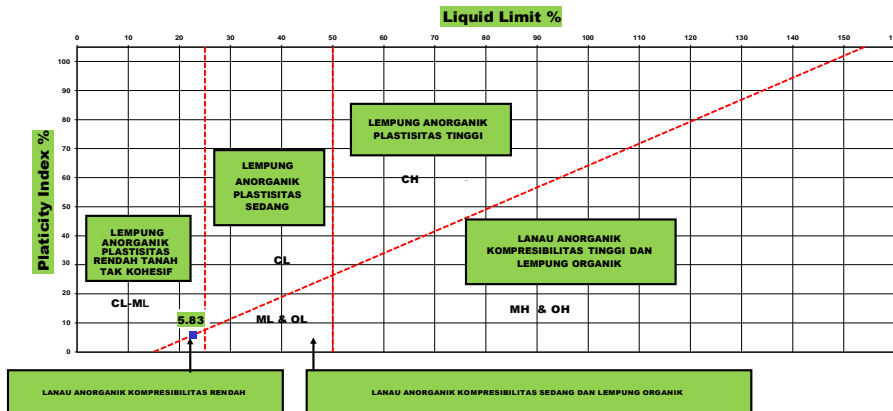 Liquid Limit %
0 10 20 30 40 50 60 70 80 90 100 110 120 130 140 150
Platicity Index %
100
90
80
70
60
50
40
30
20
10
0
LEMPUNG ANORGANIK
PLASTISITAS TINGGI
CH
LEMPUNG
ANORGANIK
PLASTISITAS
SEDANG
CL
LEMPUNG
ANORGANIK
PLASTISITAS
RENDAH TANAH
TAK KOHESIF
CL-ML
LANAU ANORGANIK
KOMPRESIBILITAS TINGGI DAN
LEMPUNG ORGANIK
MH & OH
5.83
ML & OL
LANAU ANORGANIK KOMPRESIBILITAS RENDAH
LANAU ANORGANIK KOMPRESIBILITAS SEDANG DAN LEMPUNG ORGANIK